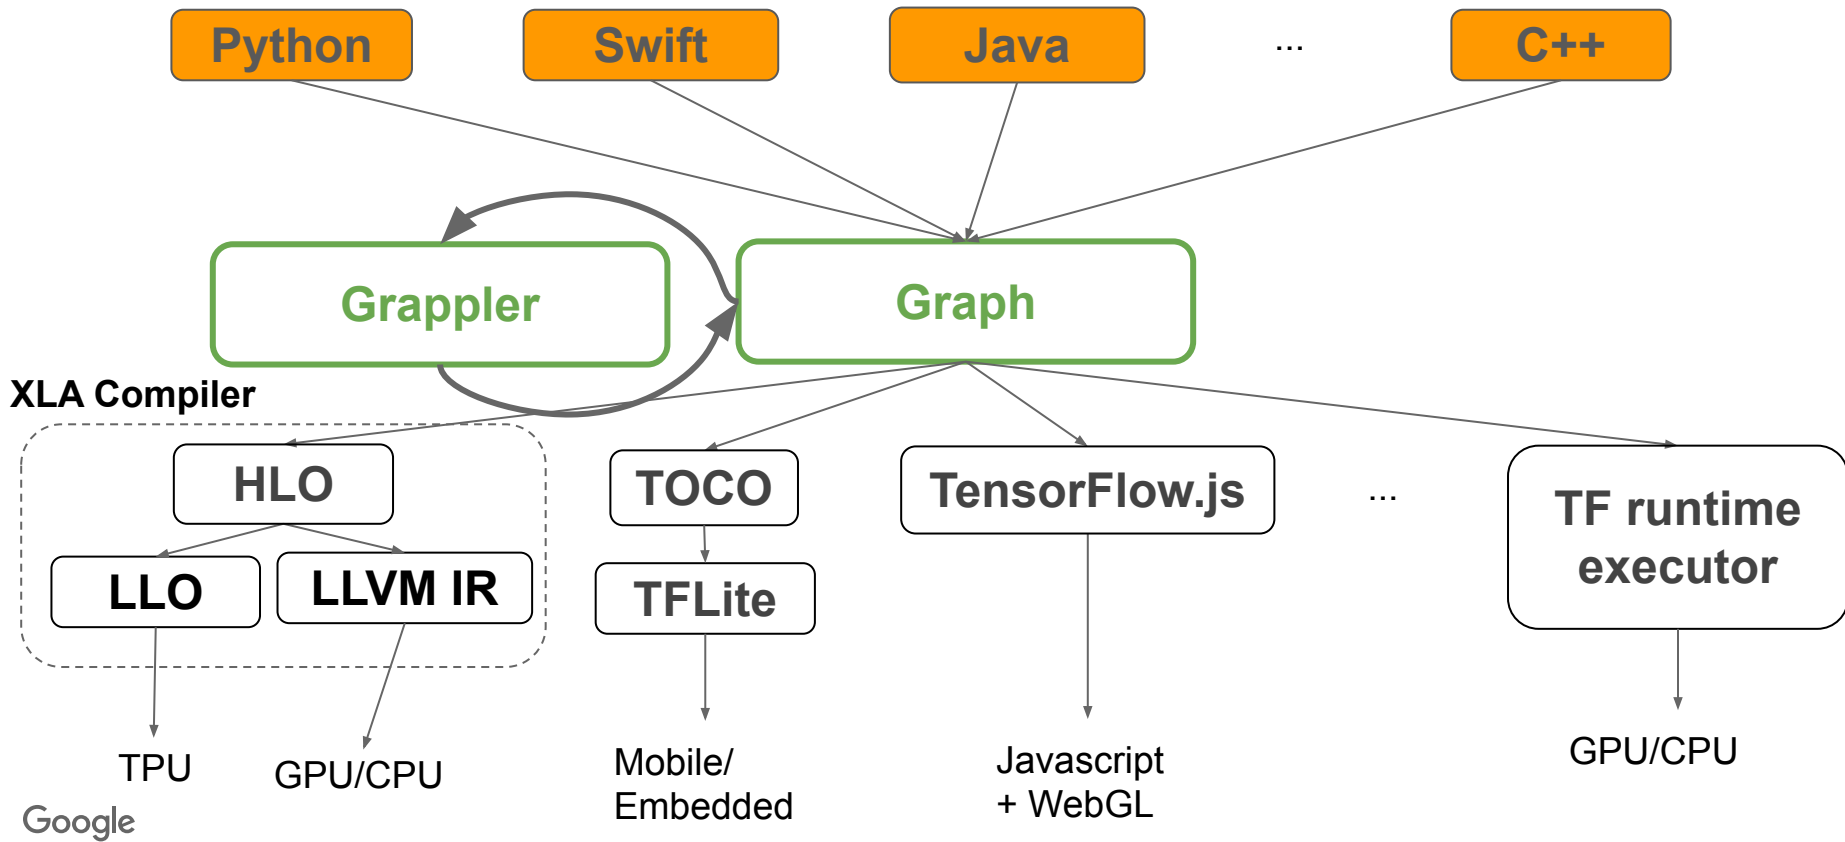 Python
Swift
Java
...
C++
Grappler
Graph
XLA Compiler
HLO
TOCO
TensorFlow.js
...
TF runtime
executor
LLO
LLVM IR
TFLite
TPU
GPU/CPU
Mobile/
Embedded
Javascript
+ WebGL
GPU/CPU
Google